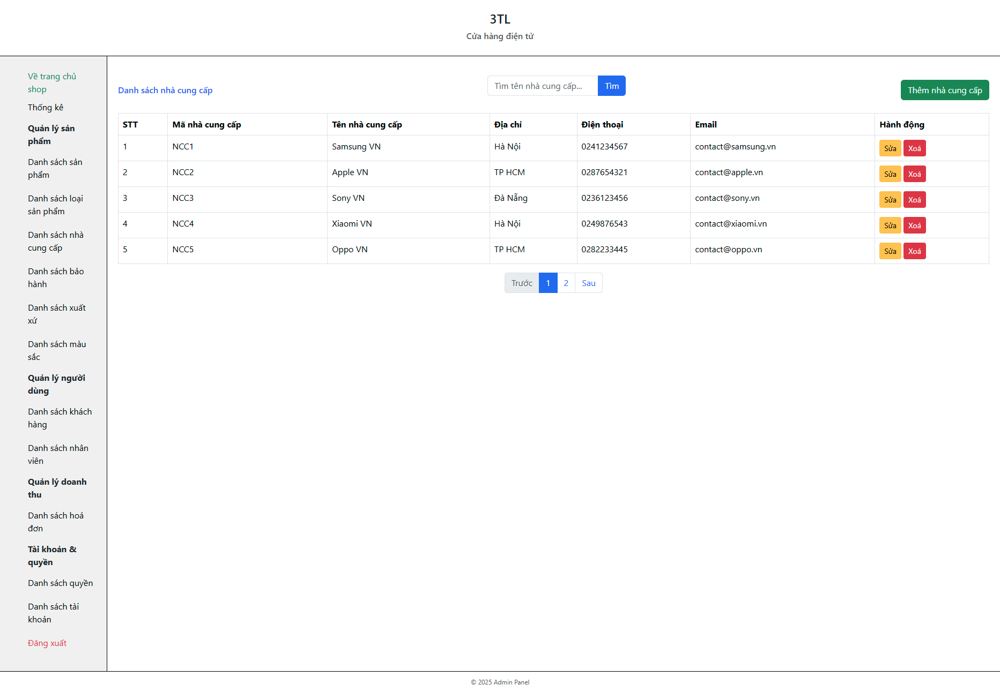 3TL
Cửa hàng điện tử
Về trang chủ
shop
Thống kê
Quản lý sản
phẩm
Danh sách sản
phẩm
Danh sách loại
sản phẩm
Danh sách nhà
cung cấp
Danh sách bảo
hành
Danh sách xuất
xứ
Danh sách màu
sắc
Quản lý người
dùng
Danh sách khách
hàng
Danh sách nhân
viên
Quản lý doanh
thu
Danh sách hoá
đơn
Tài khoản &
quyền
Danh sách quyền
Danh sách tài
khoản
Đăng xuất
Danh sách nhà cung cấp
Tìm tên nhà cung cấp... Tìm
Thêm nhà cung cấp
STT Mã nhà cung cấp Tên nhà cung cấp Địa chỉ Điện thoại Email Hành động
1 NCC1 Samsung VN Hà Nội 0241234567 contact@samsung.vn Sửa Xoá
2 NCC2 Apple VN TP HCM 0287654321 contact@apple.vn Sửa Xoá
3 NCC3 Sony VN Đà Nẵng 0236123456 contact@sony.vn Sửa Xoá
4 NCC4 Xiaomi VN Hà Nội 0249876543 contact@xiaomi.vn Sửa Xoá
5 NCC5 Oppo VN TP HCM 0282233445 contact@oppo.vn Sửa Xoá
Trước 1 2 Sau
© 2025 Admin Panel